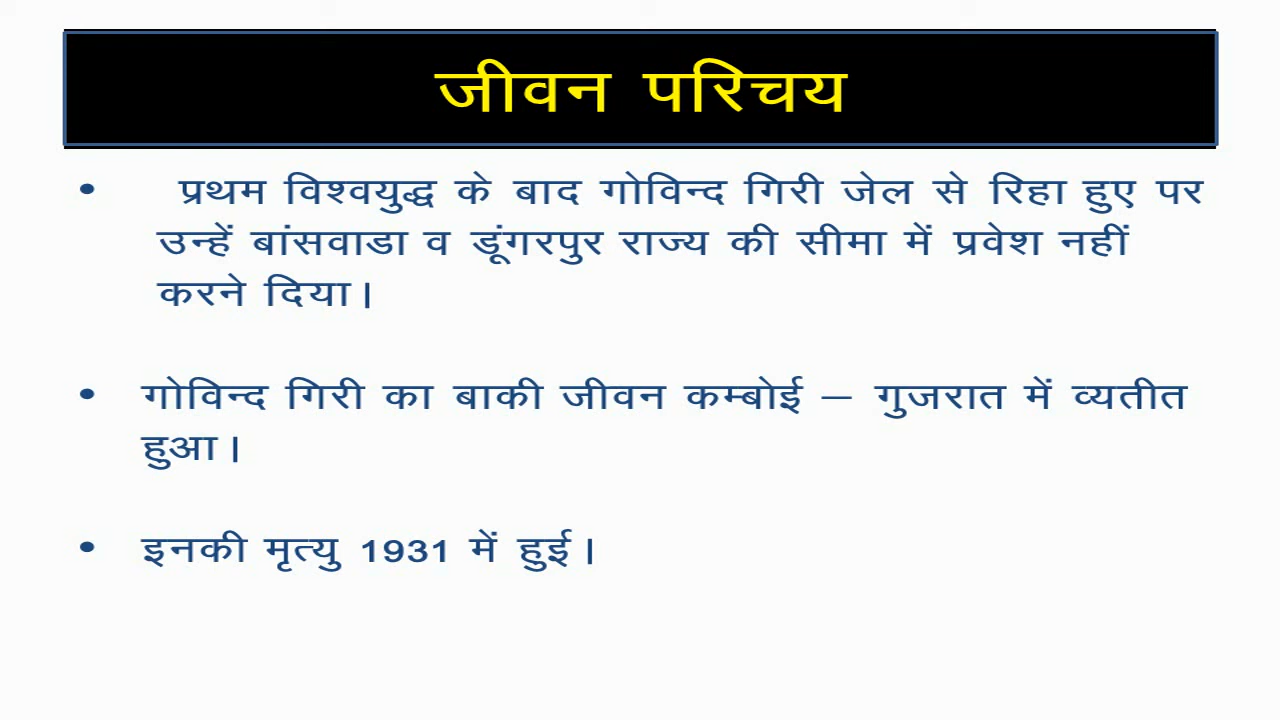 जीवन परिचय
• प्रथम विश्वयुद्ध के बाद गोविन्द गिरी जेल से रिहा हुए पर
उन्हें बांसवाडा व डूंगरपुर राज्य की सीमा में प्रवेश नहीं
करने दिया।
• गोविन्द गिरी का बाकी जीवन कम्बोई – गुजरात में व्यतीत
हुआ।
• इनकी मृत्यु 1931 में हुई।